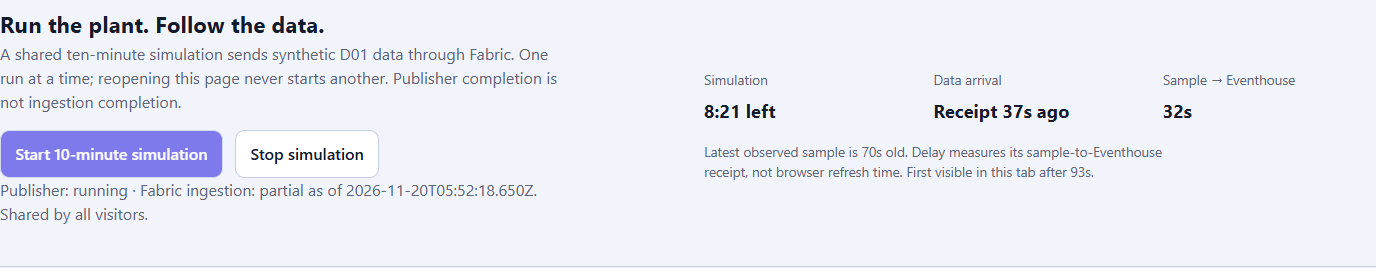 Run the plant. Follow the data.
A shared ten-minute simulation sends synthetic D01 data through Fabric. One
run at a time; reopening this page never starts another. Publisher completion is
not ingestion completion.
Start 10-minute simulation
Stop simulation
Publisher: running · Fabric ingestion: partial as of 2026-11-20T05:52:18.650Z.
Shared by all visitors.
Simulation
8:21 left
Data arrival
Receipt 37s ago
Sample → Eventhouse
32s
Latest observed sample is 70s old. Delay measures its sample-to-Eventhouse
receipt, not browser refresh time. First visible in this tab after 93s.